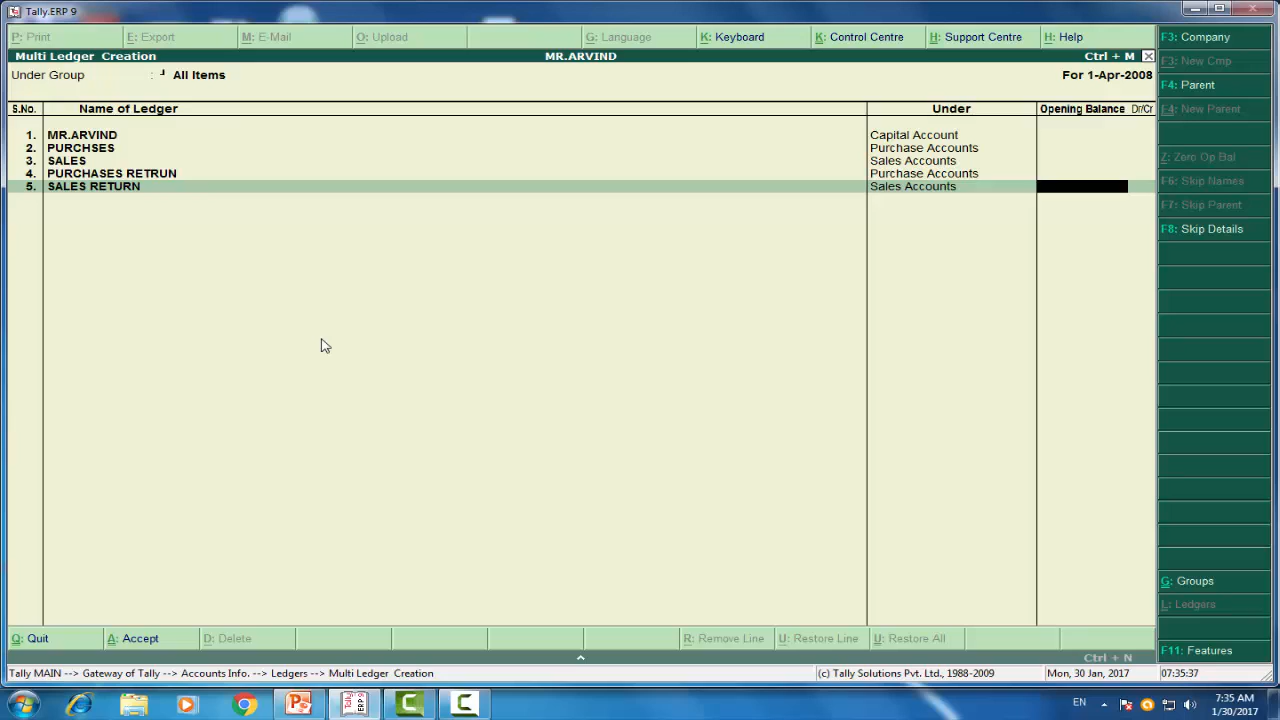 Tally.ERP 9
P: Print E: Export M: E-Mail O: Upload G: Language K: Keyboard K: Control Centre H: Support Centre H: Help
F3: Company
Multi Ledger Creation MR.ARVIND Ctrl + M
F3: New Cmp
Under Group : All Items For 1-Apr-2008
F4: Parent
S.No. Name of Ledger Under Opening Balance Dr/Cr
F4: New Parent
1. MR.ARVIND Capital Account
2. PURCHSES Purchase Accounts
3. SALES Sales Accounts
4. PURCHASES RETRUN Purchase Accounts
5. SALES RETURN Sales Accounts
Z: Zero Op Bal
F6: Skip Names
F7: Skip Parent
F8: Skip Details
G: Groups
L: Ledgers
Q: Quit A: Accept D: Delete R: Remove Line U: Restore Line U: Restore All
F11: Features
Ctrl + N
Tally MAIN --> Gateway of Tally --> Accounts Info. --> Ledgers --> Multi Ledger Creation (c) Tally Solutions Pvt. Ltd., 1988-2009 Mon, 30 Jan, 2017 07:35:37
Tally ERP 9
EN
7:35 AM
1/30/2017